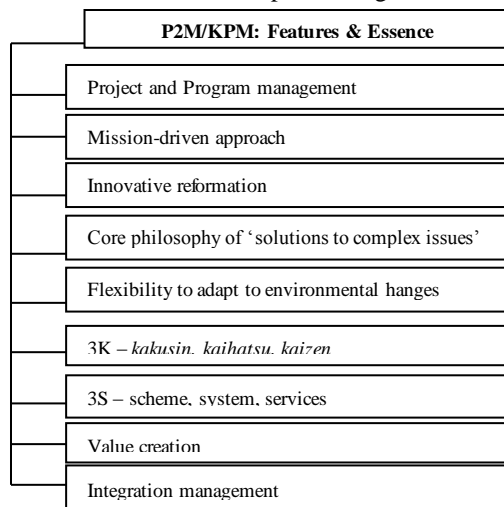 P2M/KPM: Features & Essence
Project and Program management
Mission-driven approach
Innovative reformation
Core philosophy of ‘solutions to complex issues’
Flexibility to adapt to environmental hanges
3K – kakusin, kaihatsu, kaizen
3S – scheme, system, services
Value creation
Integration management